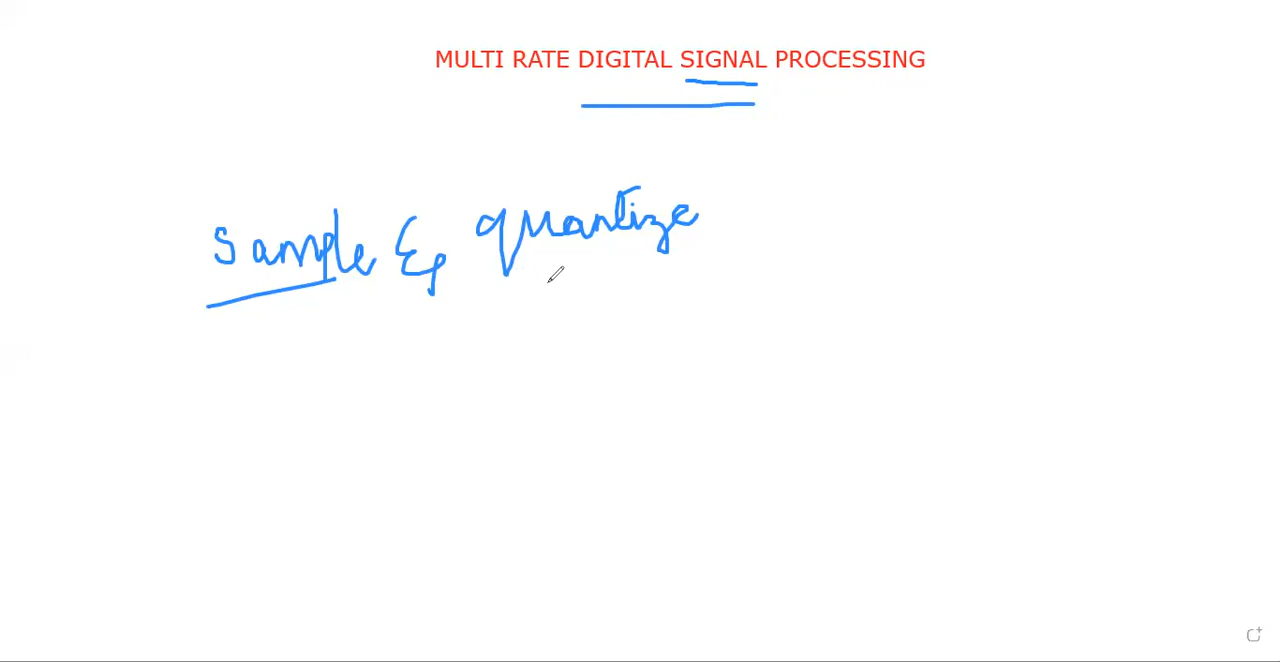 MULTI RATE DIGITAL SIGNAL PROCESSING
Sample & quantize